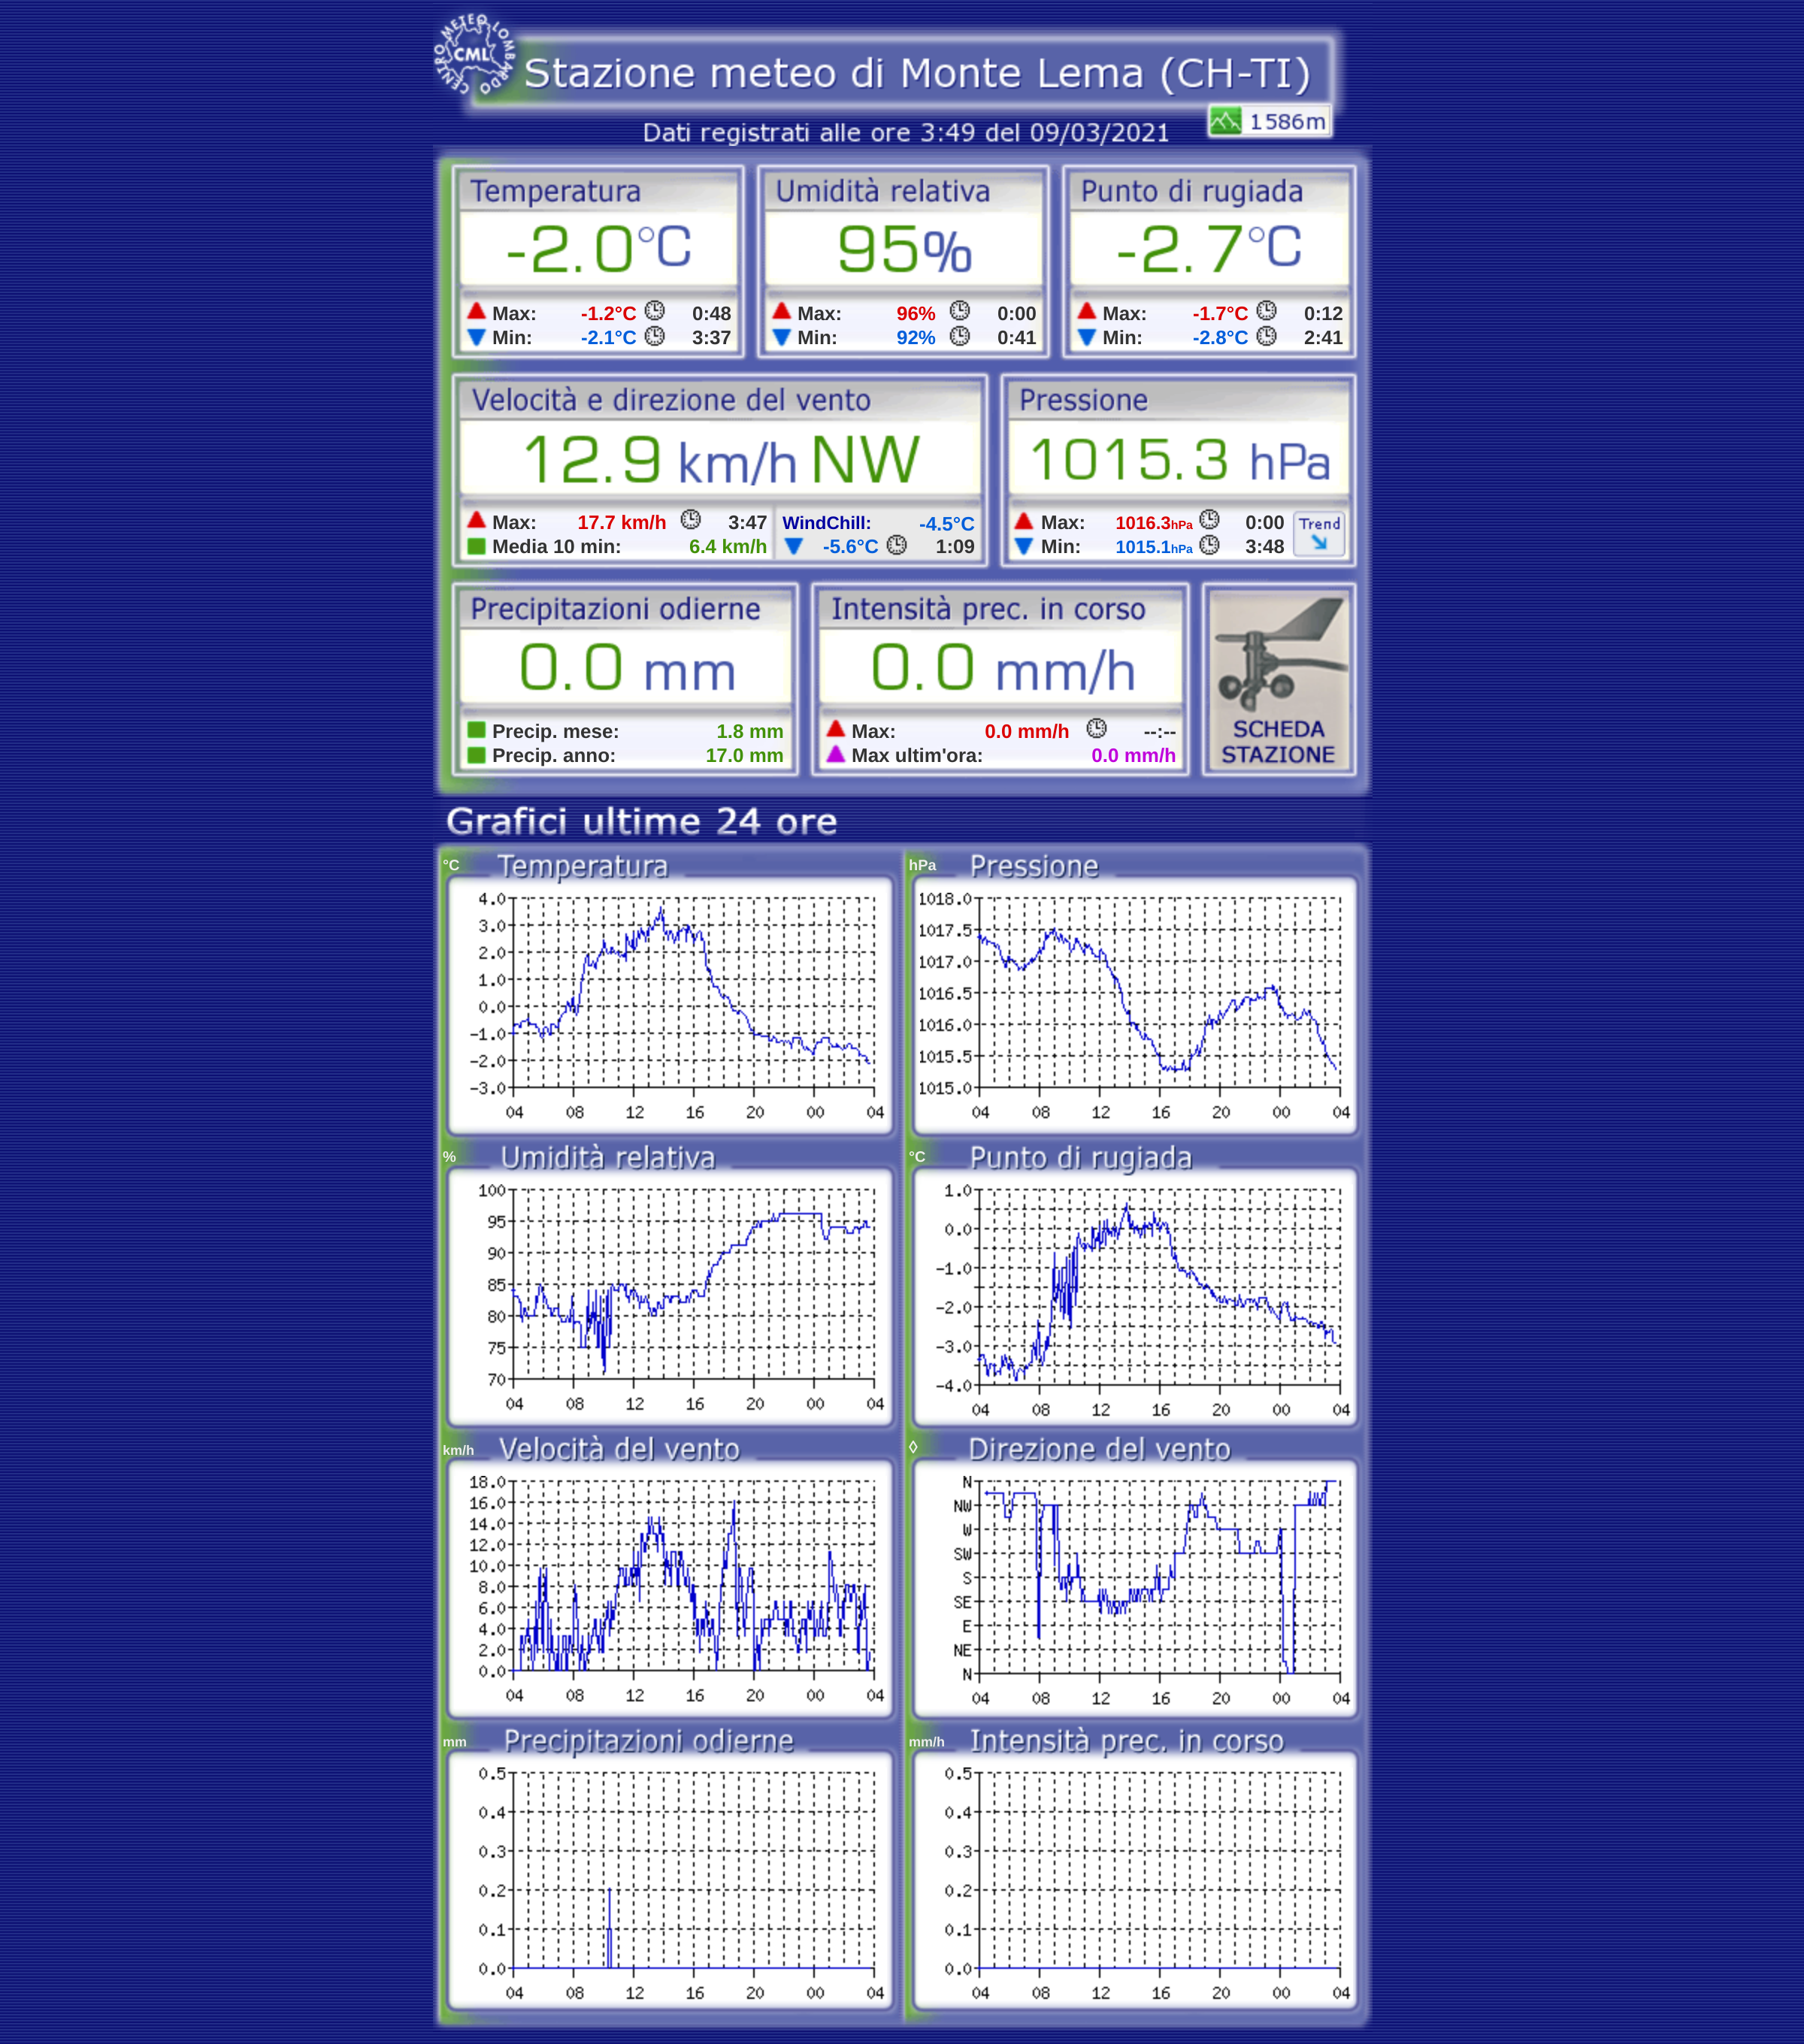 CENTRO METEO LOMBARDO
CML
Stazione meteo di Monte Lema (CH-TI)
1586m
Dati registrati alle ore 3:49 del 09/03/2021
Temperatura Umidità relativa Punto di rugiada
-2.0°C 95% -2.7°C
Max: -1.2°C 0:48 Max: 96% 0:00 Max: -1.7°C 0:12
Min: -2.1°C 3:37 Min: 92% 0:41 Min: -2.8°C 2:41
Velocità e direzione del vento Pressione
12.9 km/h NW 1015.3 hPa
Max: 17.7 km/h 3:47 WindChill: -4.5°C Max: 1016.3hPa 0:00 Trend
Media 10 min: 6.4 km/h -5.6°C 1:09 Min: 1015.1hPa 3:48
Precipitazioni odierne Intensità prec. in corso
0.0 mm 0.0 mm/h
Precip. mese: 1.8 mm Max: 0.0 mm/h --:-- SCHEDA
Precip. anno: 17.0 mm Max ultim'ora: 0.0 mm/h STAZIONE
Grafici ultime 24 ore
°C Temperatura
4.0
3.0
2.0
1.0
0.0
-1.0
-2.0
-3.0
04 08 12 16 20 00 04
hPa Pressione
1018.0
1017.5
1017.0
1016.5
1016.0
1015.5
1015.0
04 08 12 16 20 00 04
% Umidità relativa
100
95
90
85
80
75
70
04 08 12 16 20 00 04
°C Punto di rugiada
1.0
0.0
-1.0
-2.0
-3.0
-4.0
04 08 12 16 20 00 04
km/h Velocità del vento
18.0
16.0
14.0
12.0
10.0
8.0
6.0
4.0
2.0
0.0
04 08 12 16 20 00 04
◊ Direzione del vento
N
NW
W
SW
S
SE
E
NE
N
04 08 12 16 20 00 04
mm Precipitazioni odierne
0.5
0.4
0.3
0.2
0.1
0.0
04 08 12 16 20 00 04
mm/h Intensità prec. in corso
0.5
0.4
0.3
0.2
0.1
0.0
04 08 12 16 20 00 04